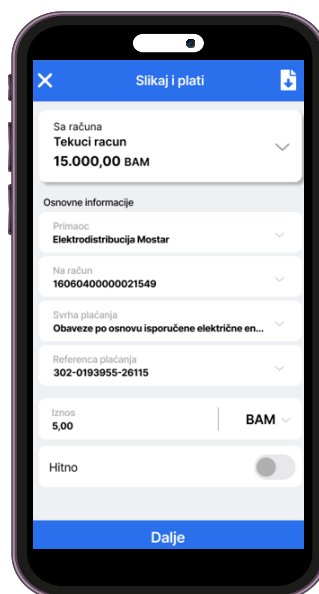 Slikaj i plati
Sa računa
Tekuci racun
15.000,00 BAM
Osnovne informacije
Primaoc
Elektrodistribucija Mostar
Na račun
16060400000021549
Svrha plaćanja
Obaveze po osnovu isporučene električne en...
Referenca plaćanja
302-0193955-26115
Iznos
5,00
BAM
Hitno
Dalje